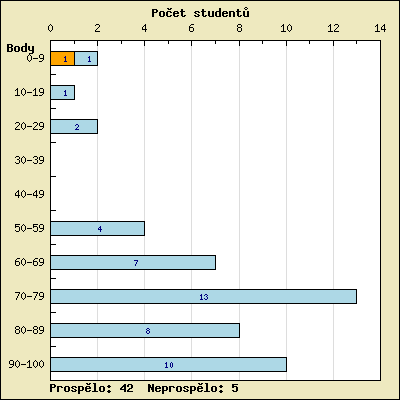 Počet studentů
0 2 4 6 8 10 12 14
Body
0-9 1 1
10-19 1
20-29 2
30-39
40-49
50-59 4
60-69 7
70-79 13
80-89 8
90-100 10
Prospělo: 42 Neprospělo: 5